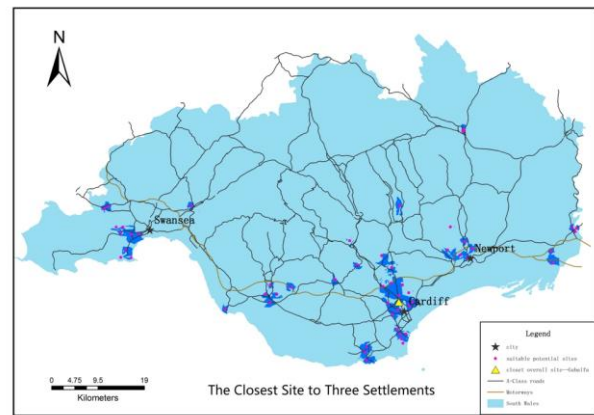 N
Swansea
Newport
Cardiff
Legend
city
suitable potential sites
closest overall site--Gabalfa
A-Class roads
Motorways
South Wales
0 4.75 9.5 19
Kilometers
The Closest Site to Three Settlements